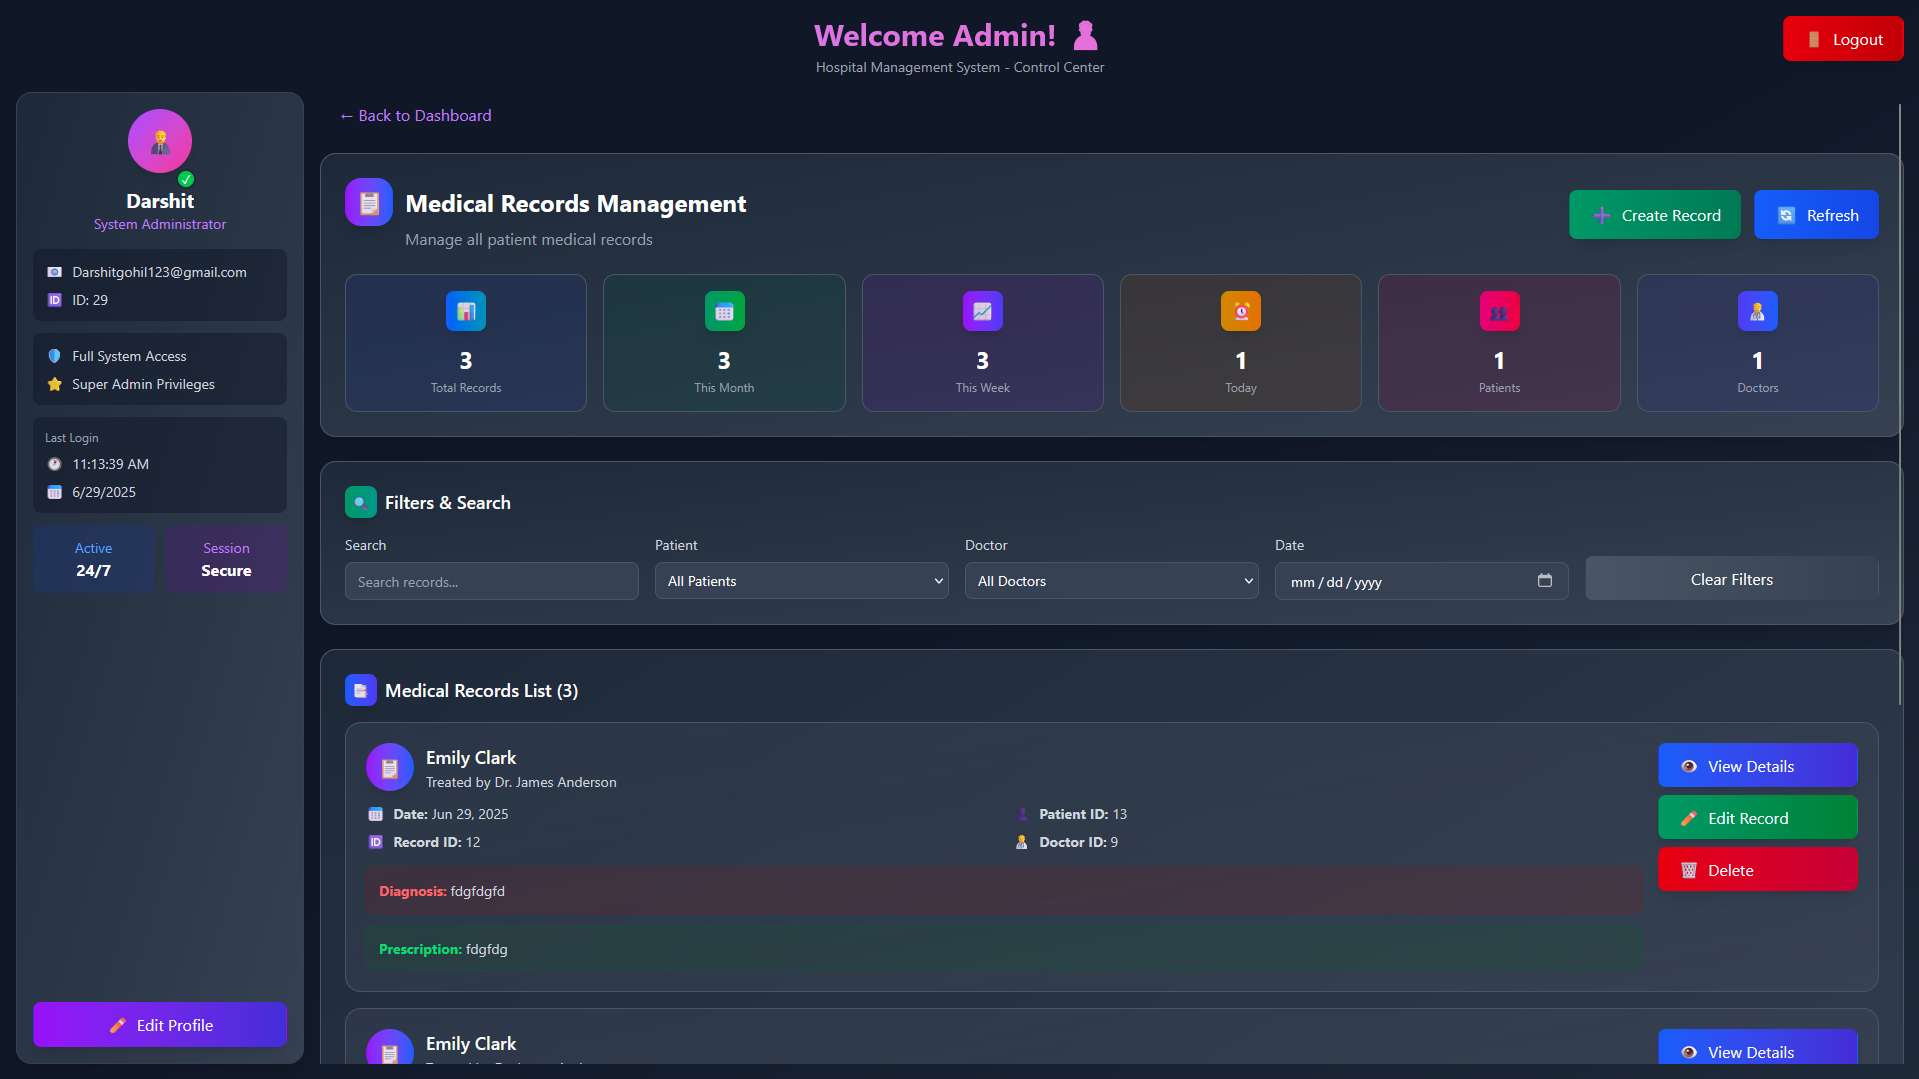 Welcome Admin!
Hospital Management System - Control Center
Logout
Darshit
System Administrator
Darshitgohil123@gmail.com
ID: 29
Full System Access
Super Admin Privileges
Last Login
11:13:39 AM
6/29/2025
Active
24/7
Session
Secure
Edit Profile
← Back to Dashboard
Medical Records Management
Manage all patient medical records
Create Record
Refresh
3
Total Records
3
This Month
3
This Week
1
Today
1
Patients
1
Doctors
Filters & Search
Search
Search records...
Patient
All Patients
Doctor
All Doctors
Date
mm/dd/yyyy
Clear Filters
Medical Records List (3)
Emily Clark
Treated by Dr. James Anderson
Date: Jun 29, 2025
Patient ID: 13
Record ID: 12
Doctor ID: 9
Diagnosis: fdgfdgfd
Prescription: fdgfdg
View Details
Edit Record
Delete
Emily Clark
View Details